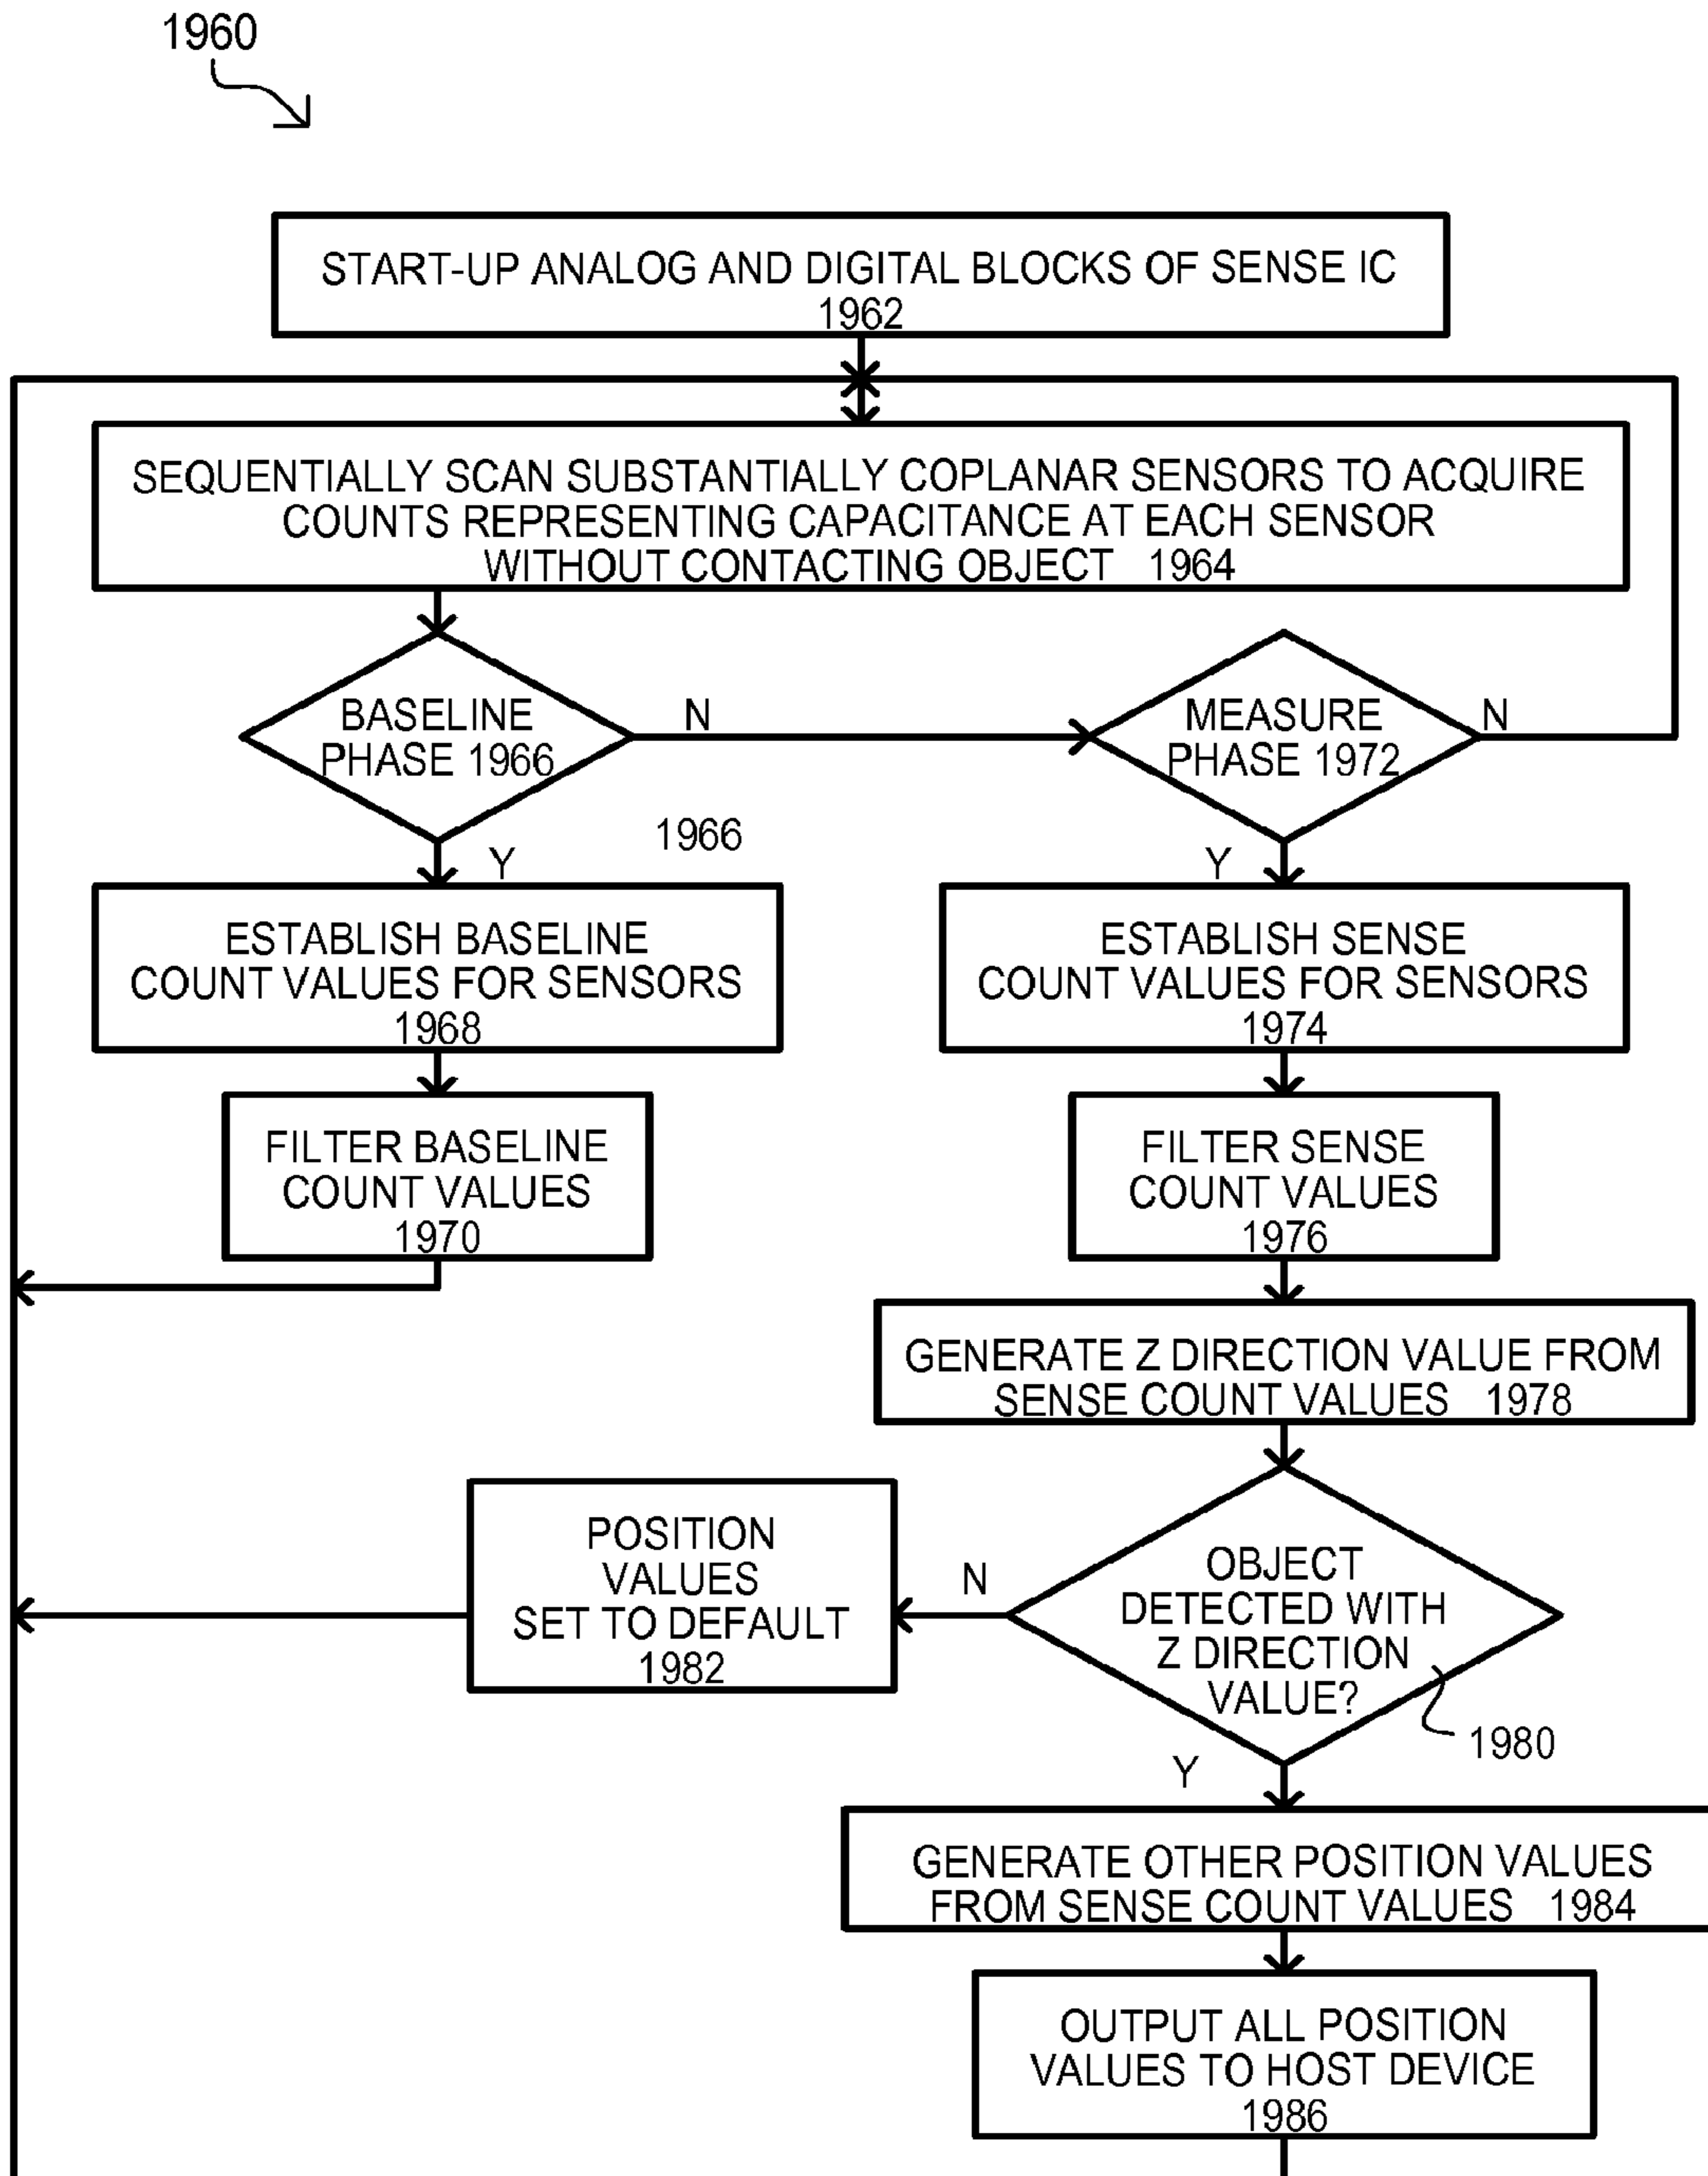 1960
START-UP ANALOG AND DIGITAL BLOCKS OF SENSE IC
1962
SEQUENTIALLY SCAN SUBSTANTIALLY COPLANAR SENSORS TO ACQUIRE
COUNTS REPRESENTING CAPACITANCE AT EACH SENSOR
WITHOUT CONTACTING OBJECT 1964
BASELINE
PHASE 1966
N
MEASURE
PHASE 1972
N
Y
1966
Y
ESTABLISH BASELINE
COUNT VALUES FOR SENSORS
1968
ESTABLISH SENSE
COUNT VALUES FOR SENSORS
1974
FILTER BASELINE
COUNT VALUES
1970
FILTER SENSE
COUNT VALUES
1976
GENERATE Z DIRECTION VALUE FROM
SENSE COUNT VALUES 1978
POSITION
VALUES
SET TO DEFAULT
1982
N
OBJECT
DETECTED WITH
Z DIRECTION
VALUE?
1980
Y
GENERATE OTHER POSITION VALUES
FROM SENSE COUNT VALUES 1984
OUTPUT ALL POSITION
VALUES TO HOST DEVICE
1986